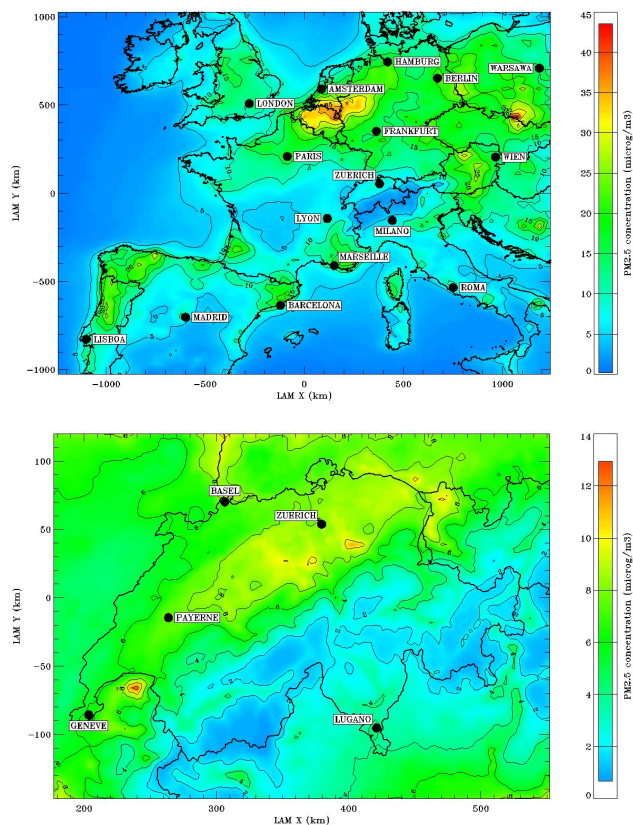 1000
500
0
−500
−1000
LAM Y (km)
−1000
−500
0
500
1000
LAM X (km)
HAMBURG
WARSAWA
BERLIN
AMSTERDAM
LONDON
FRANKFURT
PARIS
WIEN
ZUERICH
LYON
MILANO
MARSEILLE
ROMA
BARCELONA
MADRID
LISBOA
45
40
35
30
25
20
15
10
5
0
PM2.5 concentration (microg/m3)
100
50
0
−50
−100
LAM Y (km)
200
300
400
500
LAM X (km)
BASEL
ZUERICH
PAYERNE
GENEVE
LUGANO
14
12
10
8
6
4
2
0
PM2.5 concentration (microg/m3)